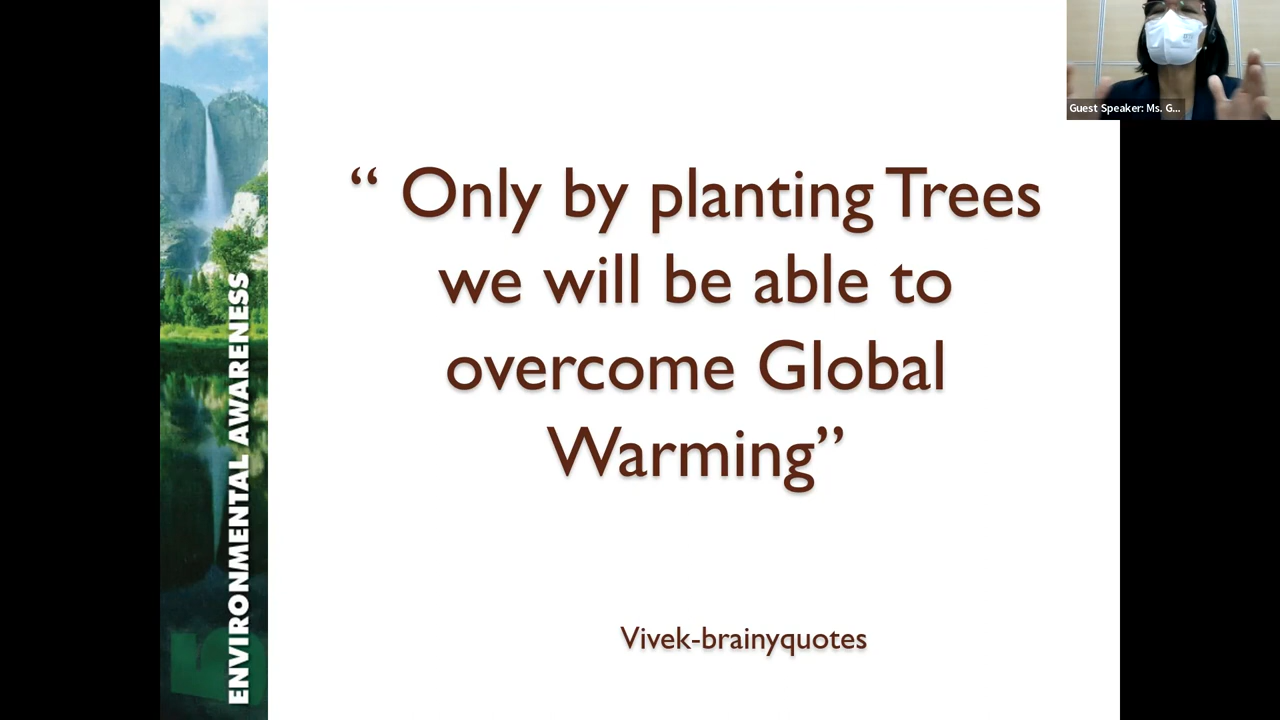 Guest Speaker: Ms. G...
“ Only by planting Trees
we will be able to
overcome Global
Warming”
Vivek-brainyquotes
ENVIRONMENTAL AWARENESS